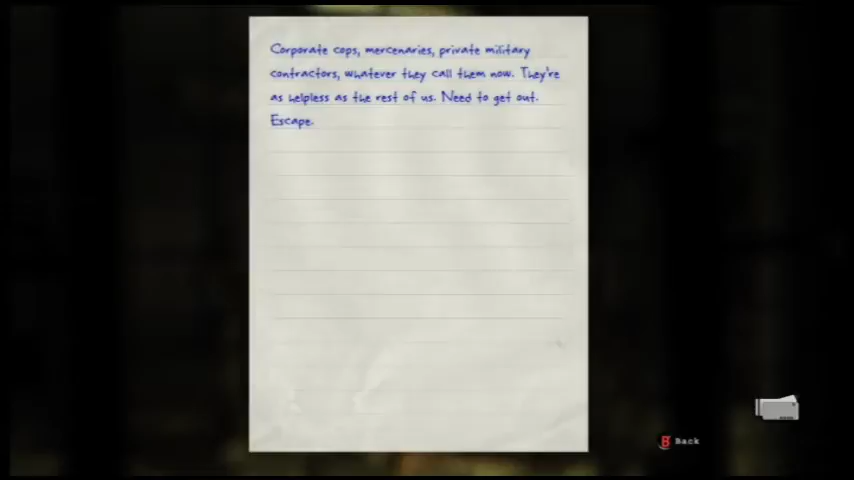 Corporate cops, mercenaries, private military
contractors, whatever they call them now. They're
as helpless as the rest of us. Need to get out.
Escape.
B Back